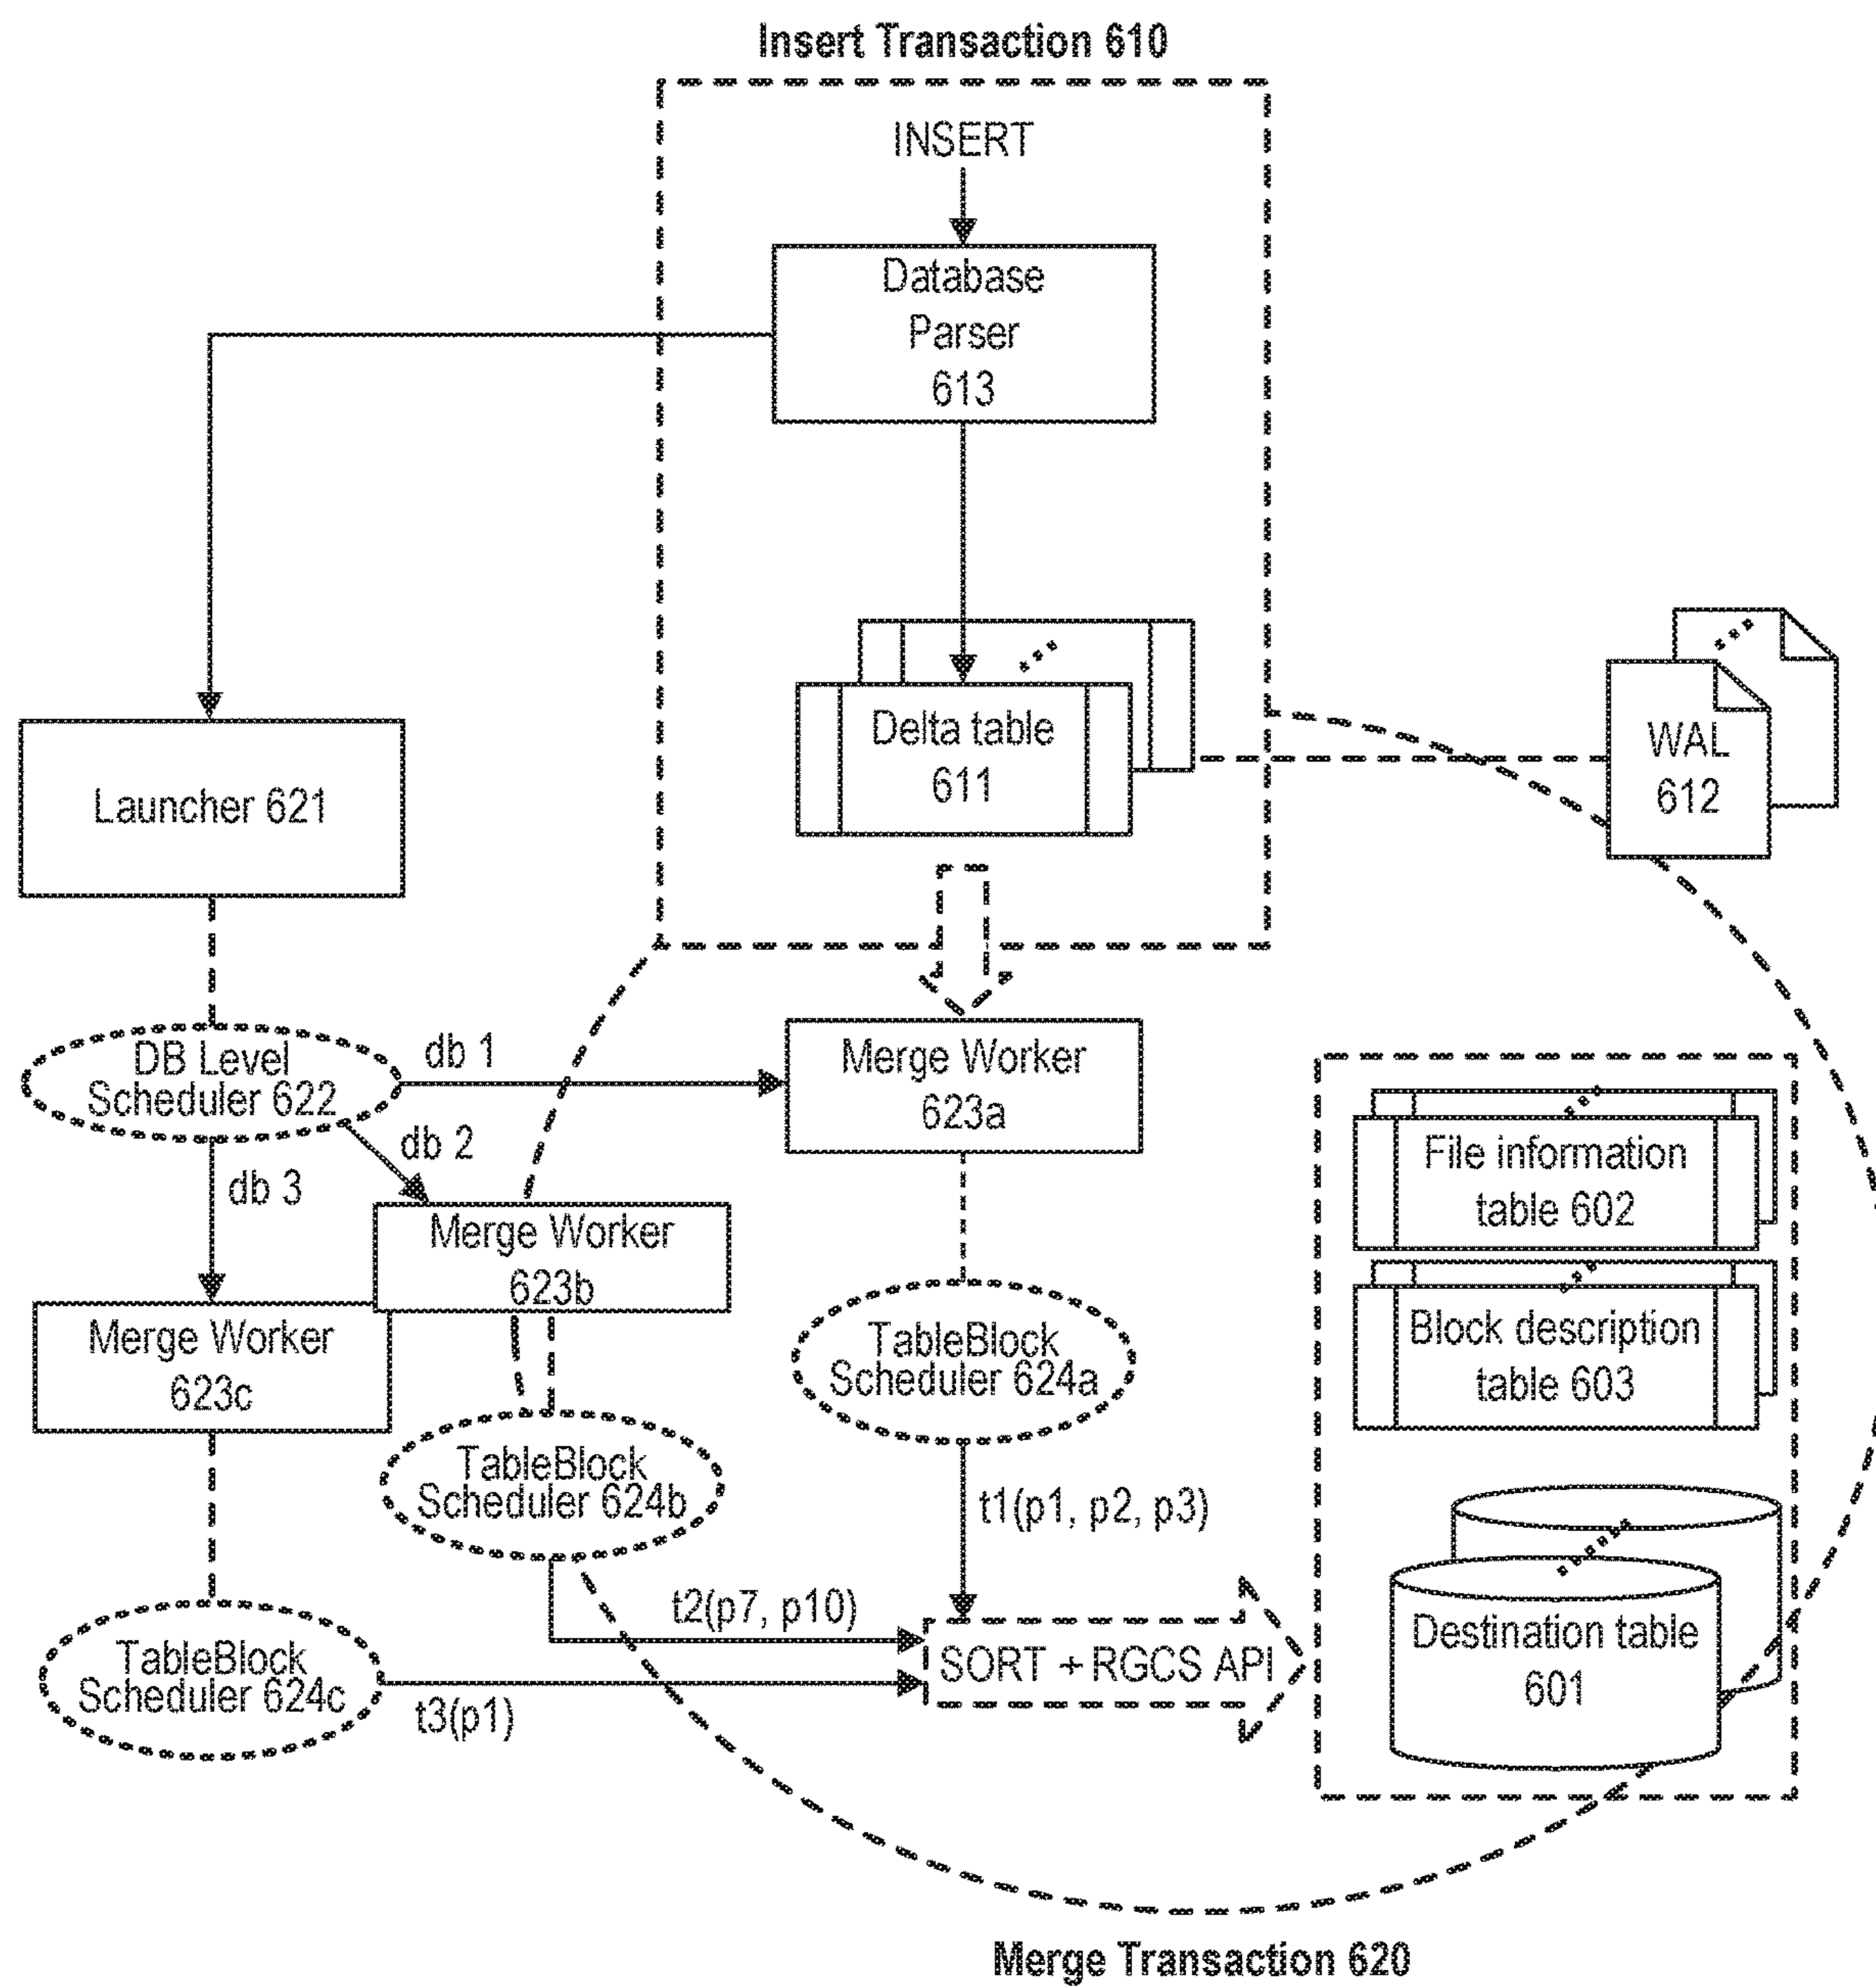 Insert Transaction 610
INSERT
Database
Parser
613
Delta table
611
WAL
612
Launcher 621
DB Level
Scheduler 622
db 1
db 2
db 3
Merge Worker
623a
Merge Worker
623b
Merge Worker
623c
TableBlock
Scheduler 624a
TableBlock
Scheduler 624b
TableBlock
Scheduler 624c
t1(p1, p2, p3)
t2(p7, p10)
t3(p1)
SORT + RGCS API
File information
table 602
Block description
table 603
Destination table
601
Merge Transaction 620